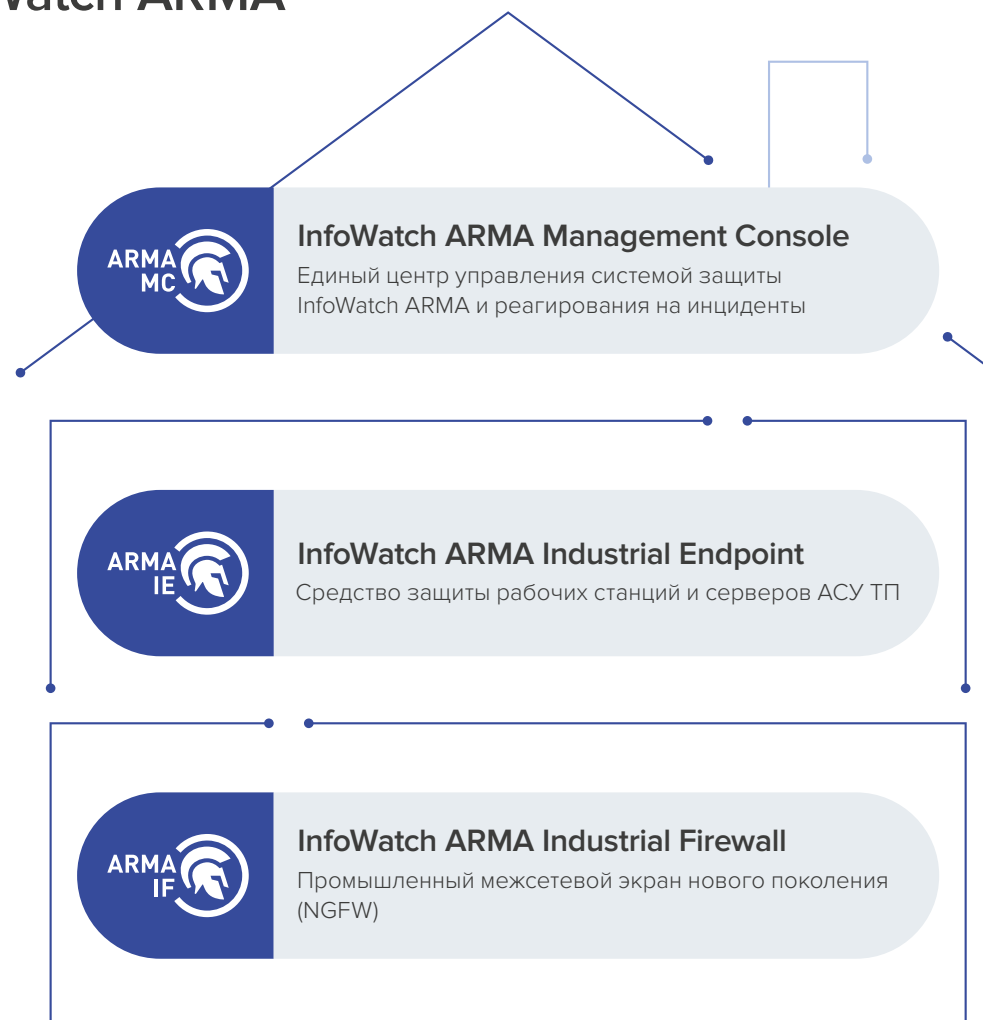 Watch ARMA
ARMA
MC
InfoWatch ARMA Management Console
Единый центр управления системой защиты
InfoWatch ARMA и реагирования на инциденты
ARMA
IE
InfoWatch ARMA Industrial Endpoint
Средство защиты рабочих станций и серверов АСУ ТП
ARMA
IF
InfoWatch ARMA Industrial Firewall
Промышленный межсетевой экран нового поколения
(NGFW)